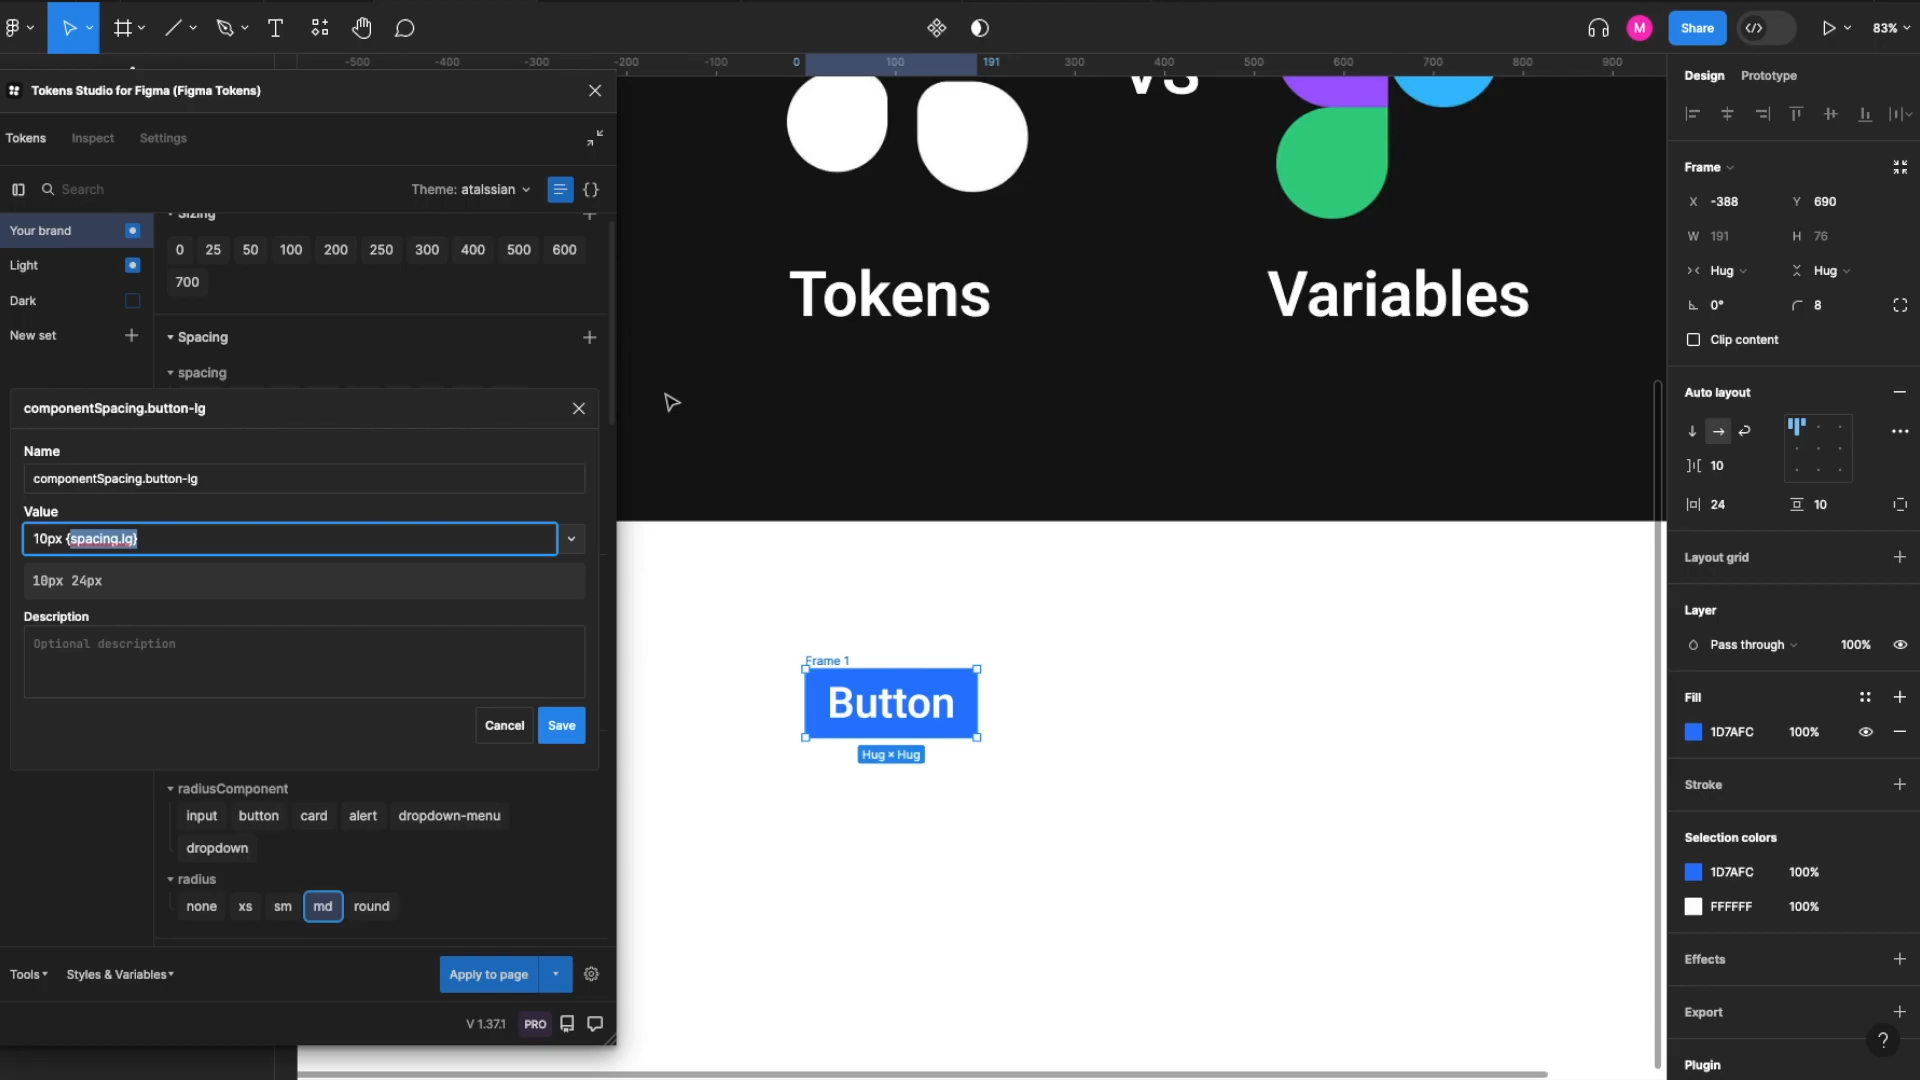 M
Share
83%
-500
-400
-300
-200
-100
0
100
191
300
400
500
600
700
800
900
Tokens Studio for Figma (Figma Tokens)
Tokens
Inspect
Settings
Search
Theme: atalssian
Your brand
Light
Dark
New set
Sizing
0
25
50
100
200
250
300
400
500
600
700
Spacing
spacing
componentSpacing.button-lg
Name
componentSpacing.button-lg
Value
10px {spacing.lg}
10px 24px
Description
Optional description
Cancel
Save
radiusComponent
input
button
card
alert
dropdown-menu
dropdown
radius
none
xs
sm
md
round
Tools
Styles & Variables
Apply to page
V 1.37.1
PRO
vs
Tokens
Variables
Frame 1
Button
Hug × Hug
Design
Prototype
Frame
X -388
Y 690
W 191
H 76
Hug
Hug
0°
8
Clip content
Auto layout
10
24
10
Layout grid
Layer
Pass through
100%
Fill
1D7AFC
100%
Stroke
Selection colors
1D7AFC
100%
FFFFFF
100%
Effects
Export
?
Plugin